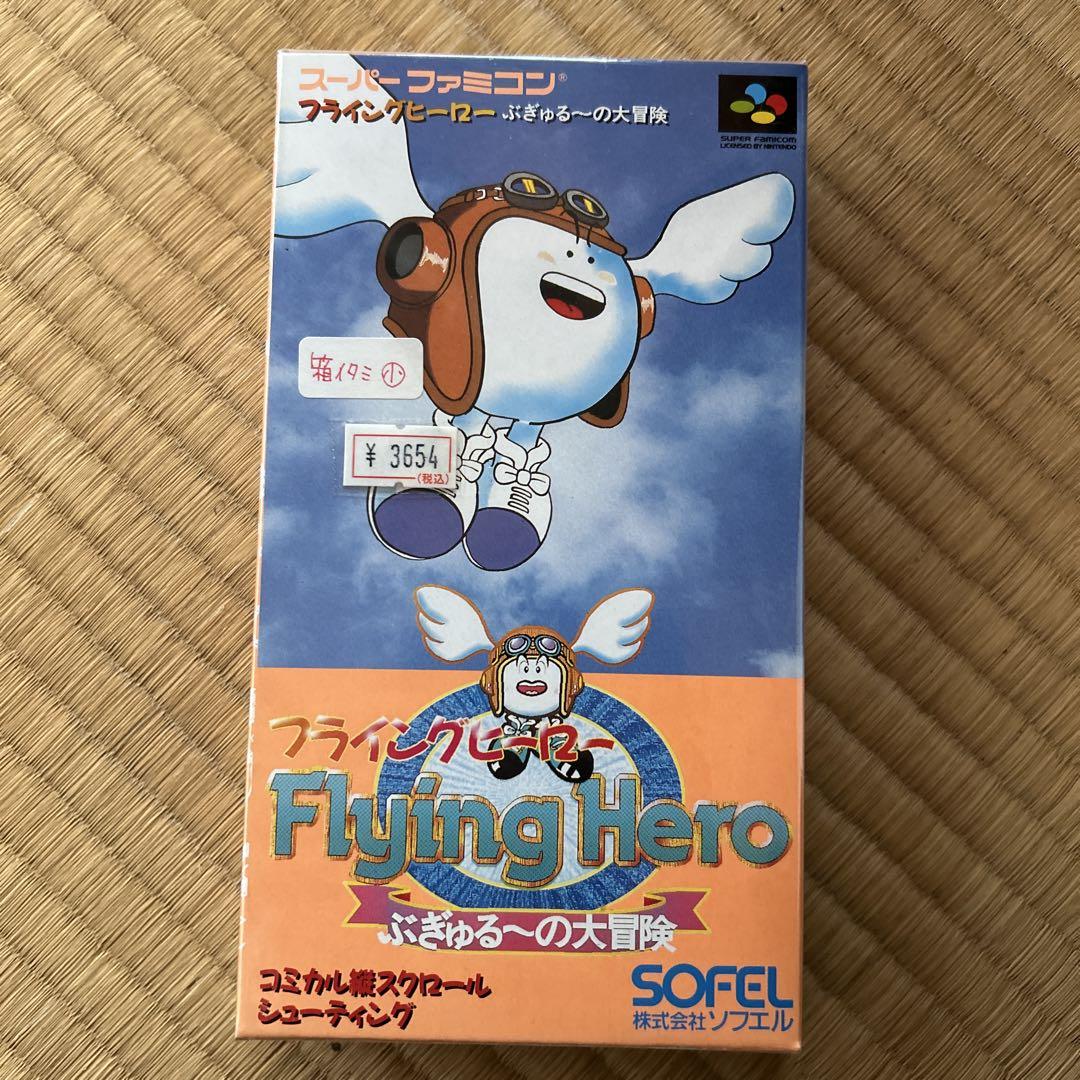 スーパーファミコン®
フライングヒーロー ぶぎゅる〜の大冒険
SUPER FAMICOM
LICENSED BY NINTENDO
箱イタミ 小
¥ 3654
(税込)
フライングヒーロー
Flying Hero
ぶぎゅる〜の大冒険
コミカル縦スクロール
シューティング
SOFEL
株式会社ソフエル